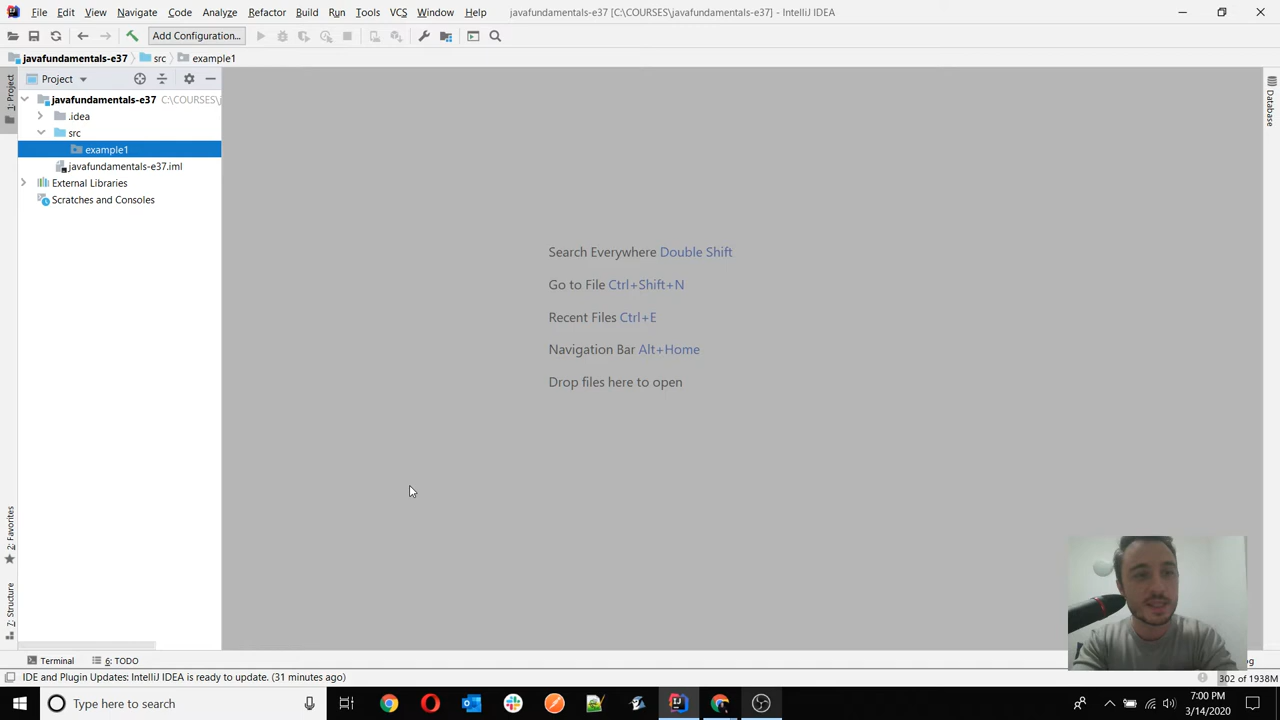 File Edit View Navigate Code Analyze Refactor Build Run Tools VCS Window Help javafundamentals-e37 [C:\COURSES\javafundamentals-e37] - IntelliJ IDEA
Add Configuration...
javafundamentals-e37 src example1
1: Project
Project
javafundamentals-e37 C:\COURSES\j
.idea
src
example1
javafundamentals-e37.iml
External Libraries
Scratches and Consoles
Database
Search Everywhere Double Shift
Go to File Ctrl+Shift+N
Recent Files Ctrl+E
Navigation Bar Alt+Home
Drop files here to open
2: Favorites
7: Structure
Terminal 6: TODO
IDE and Plugin Updates: IntelliJ IDEA is ready to update. (31 minutes ago) 302 of 1938M
Type here to search
7:00 PM
3/14/2020